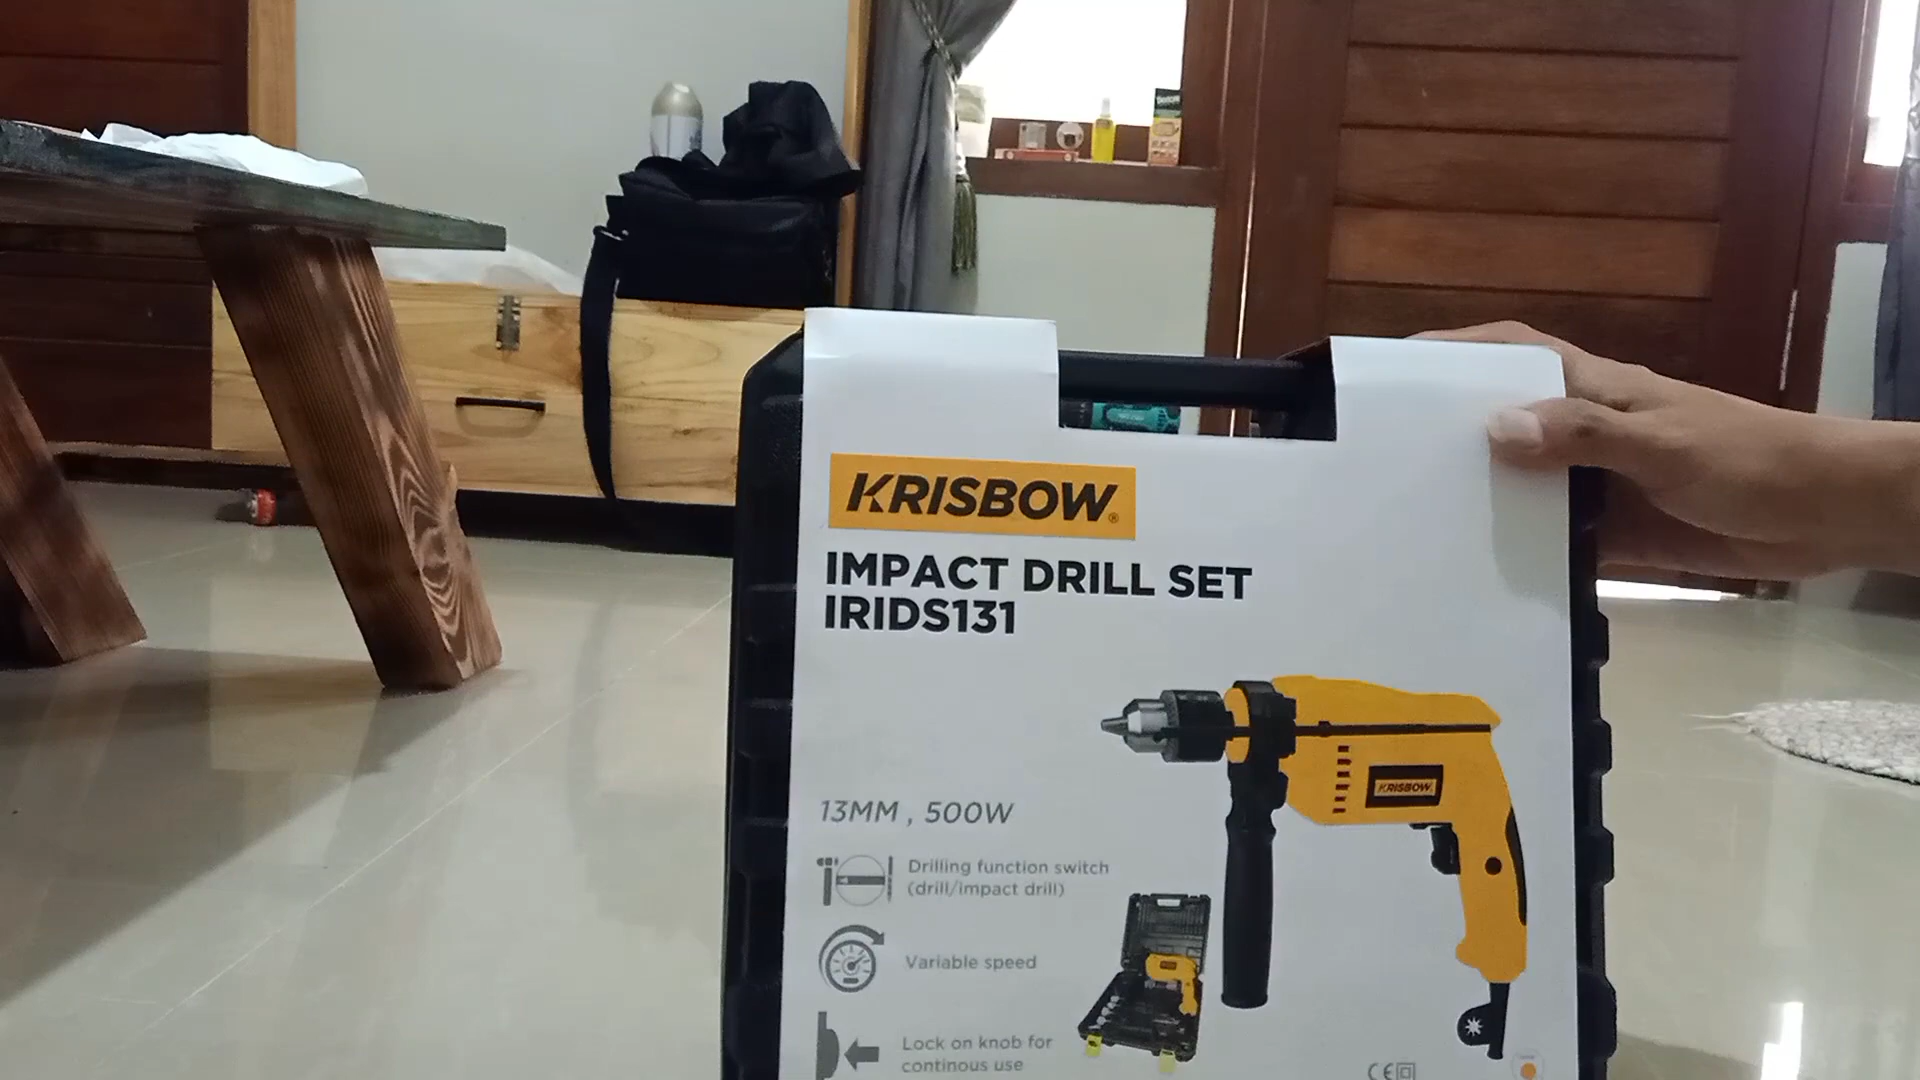 KRISBOW®
IMPACT DRILL SET
IRIDS131
KRISBOW
13MM , 500W
Drilling function switch
(drill/impact drill)
Variable speed
Lock on knob for
continous use
CE